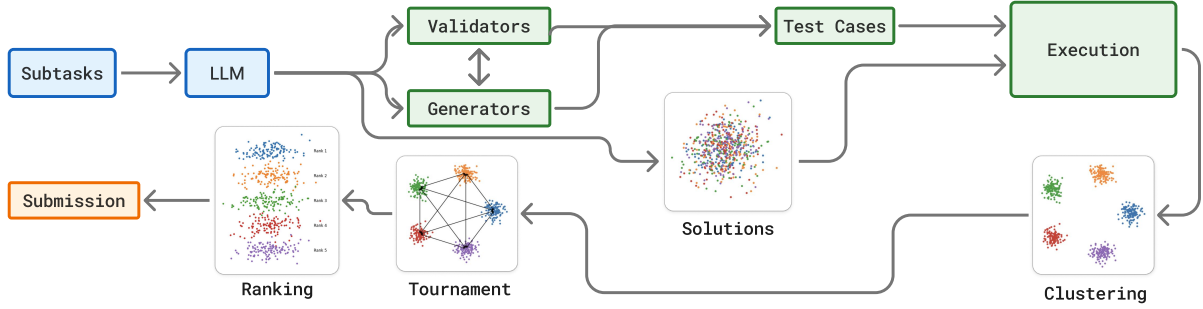 Subtasks
LLM
Validators
Generators
Test Cases
Execution
Solutions
Clustering
Tournament
Rank 1
Rank 2
Rank 3
Rank 4
Rank 5
Ranking
Submission